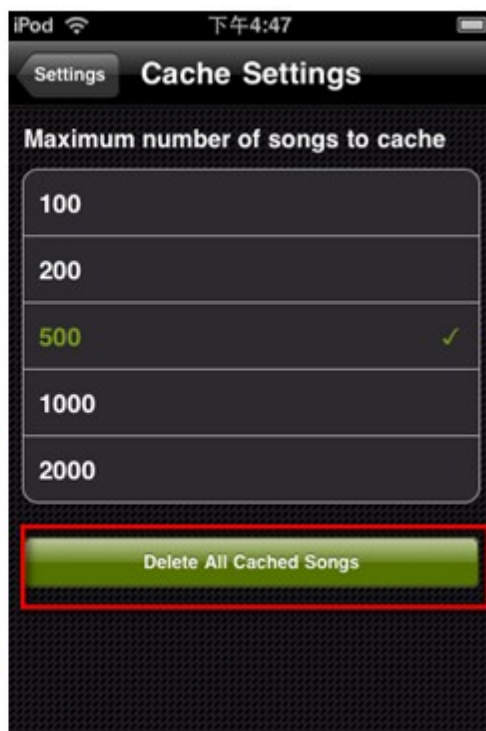 iPod 下午4:47
Settings Cache Settings
Maximum number of songs to cache
100
200
500
1000
2000
Delete All Cached Songs